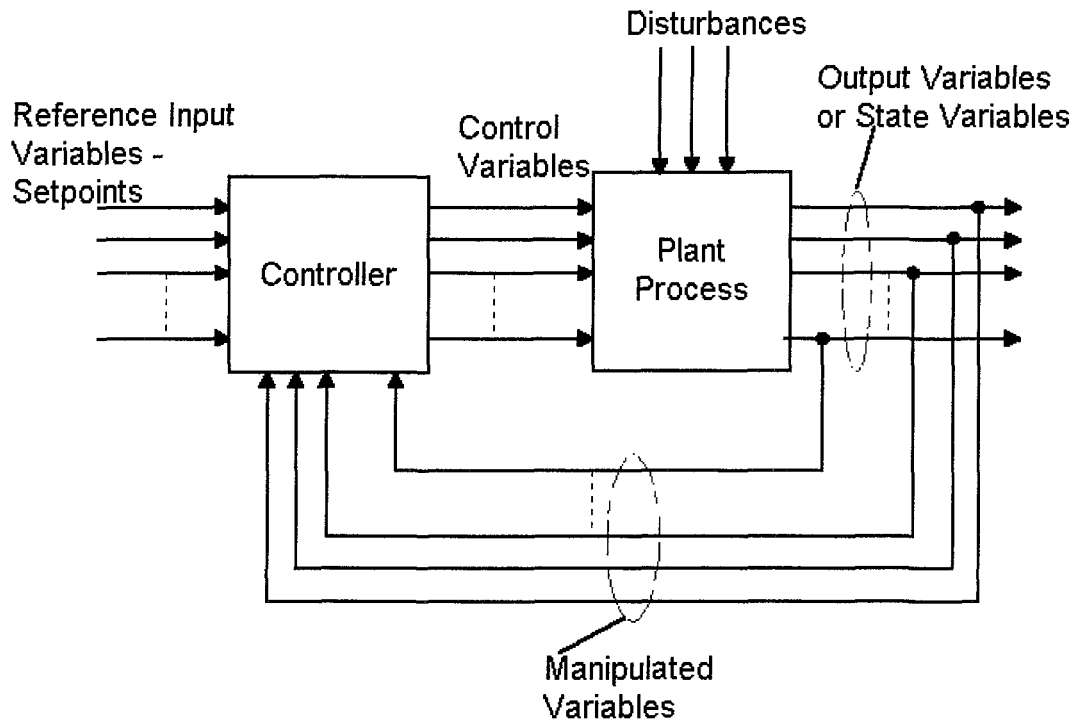 Disturbances
Output Variables
or State Variables
Reference Input
Variables -
Setpoints
Control
Variables
Controller
Plant
Process
Manipulated
Variables